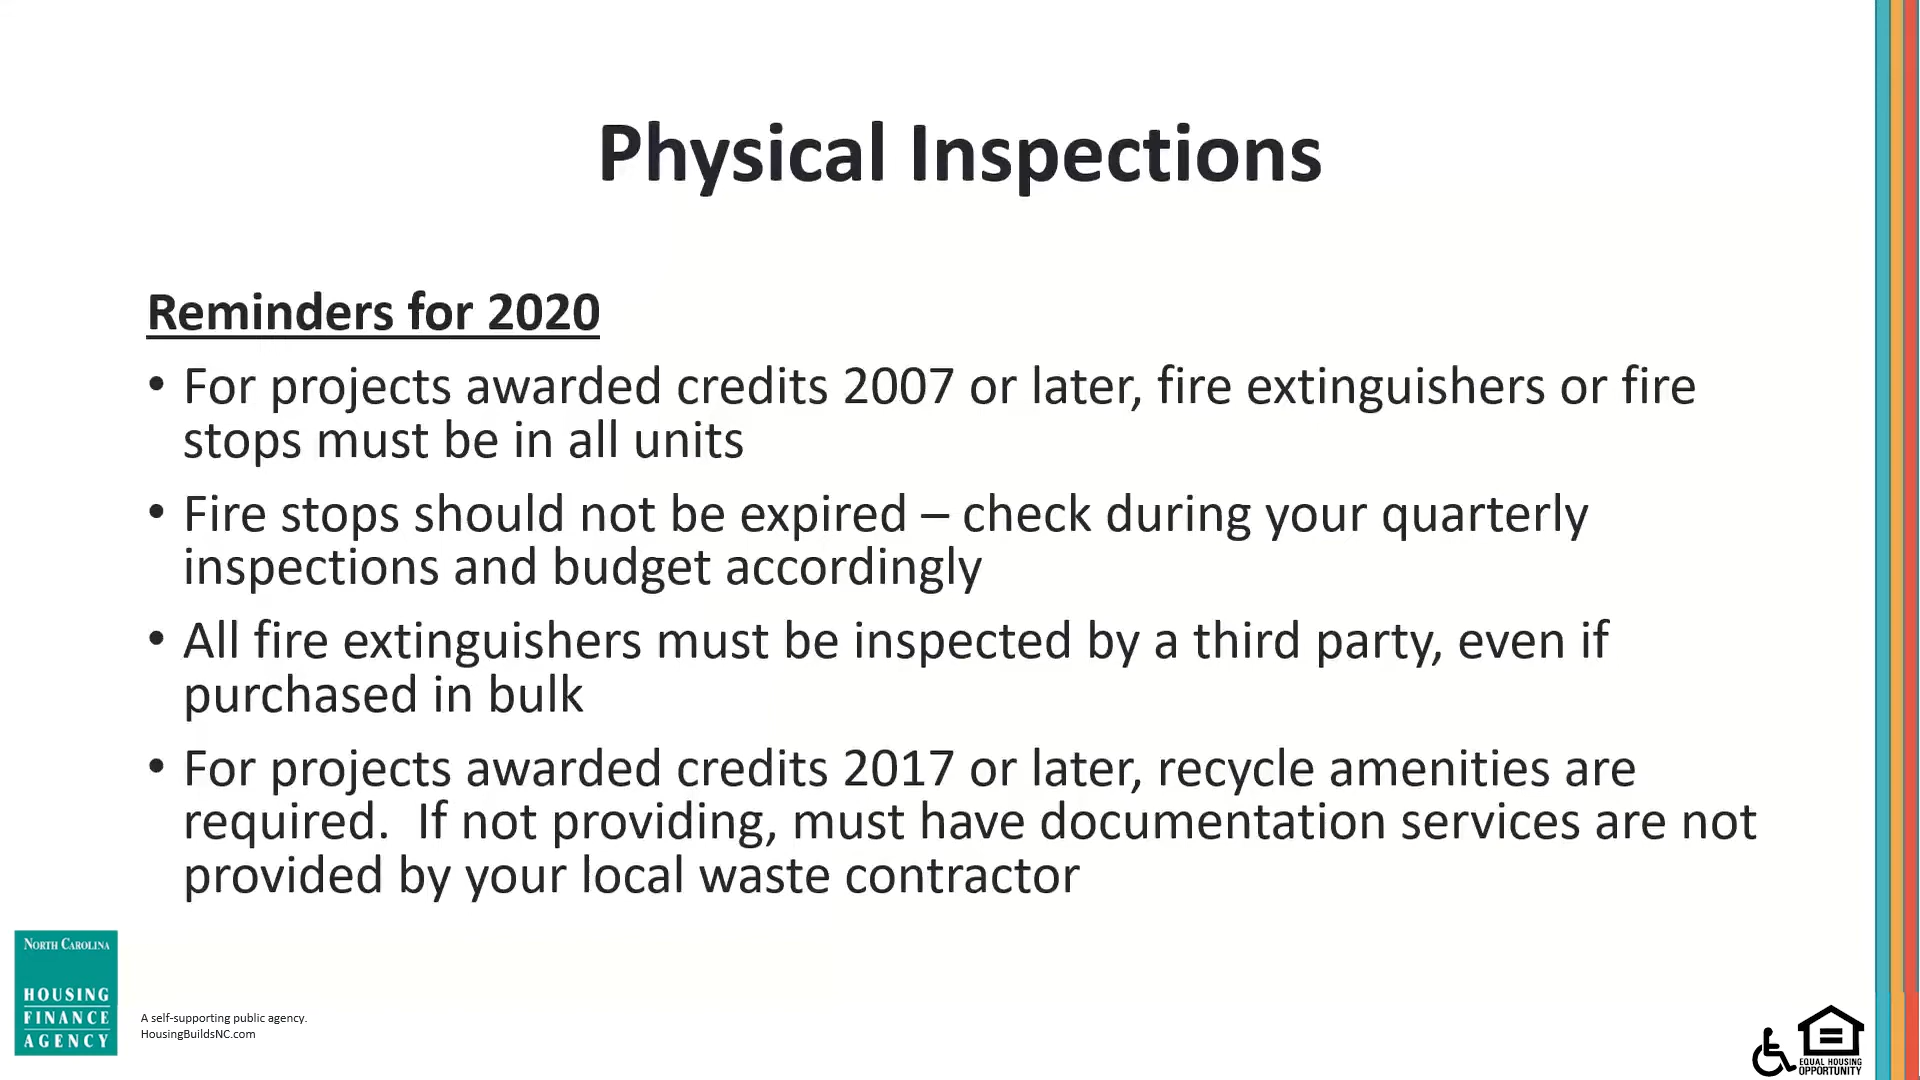 Physical Inspections
Reminders for 2020
• For projects awarded credits 2007 or later, fire extinguishers or fire
stops must be in all units
• Fire stops should not be expired – check during your quarterly
inspections and budget accordingly
• All fire extinguishers must be inspected by a third party, even if
purchased in bulk
• For projects awarded credits 2017 or later, recycle amenities are
required.  If not providing, must have documentation services are not
provided by your local waste contractor
NORTH CAROLINA
HOUSING
FINANCE
AGENCY
A self-supporting public agency.
HousingBuildsNC.com
EQUAL HOUSING
OPPORTUNITY